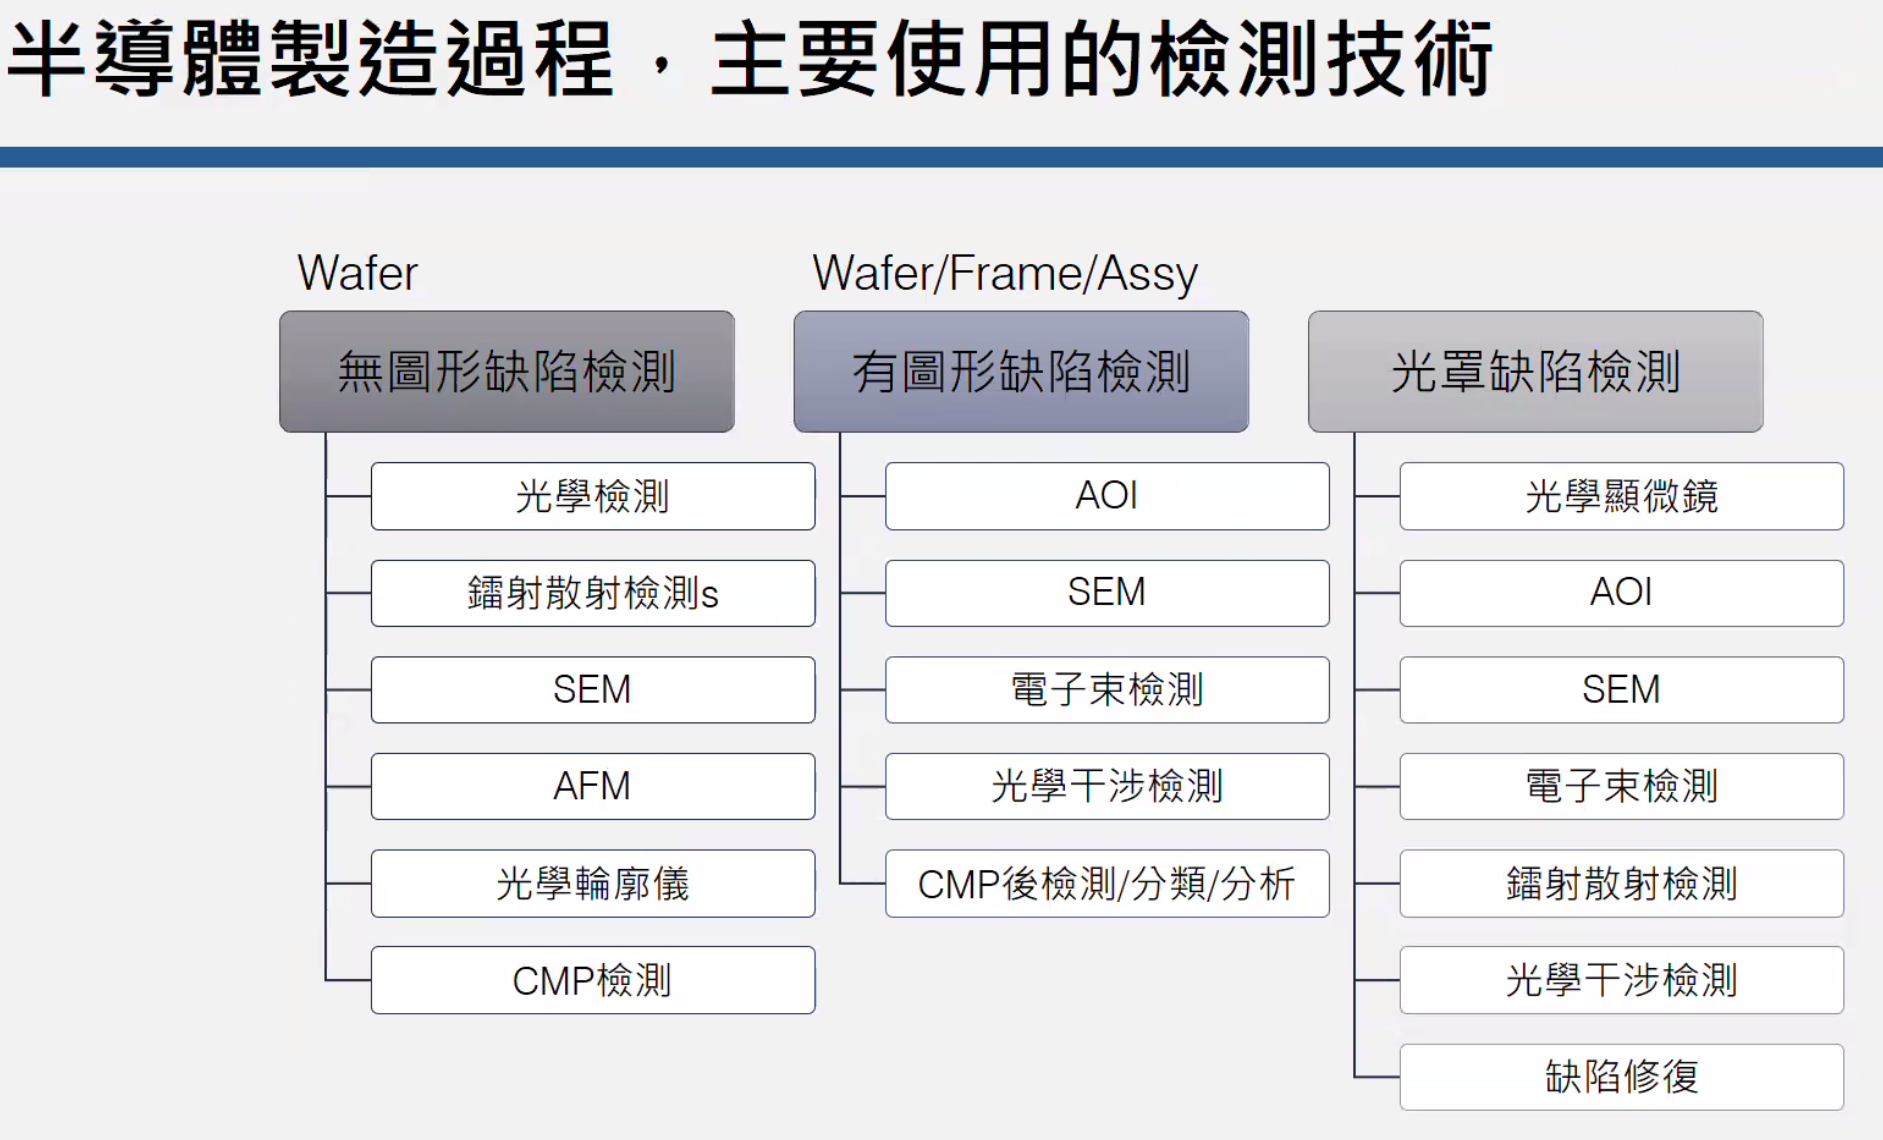 半導體製造過程，主要使用的檢測技術
Wafer
無圖形缺陷檢測
光學檢測
鐳射散射檢測s
SEM
AFM
光學輪廓儀
CMP檢測
Wafer/Frame/Assy
有圖形缺陷檢測
AOI
SEM
電子束檢測
光學干涉檢測
CMP後檢測/分類/分析
光罩缺陷檢測
光學顯微鏡
AOI
SEM
電子束檢測
鐳射散射檢測
光學干涉檢測
缺陷修復